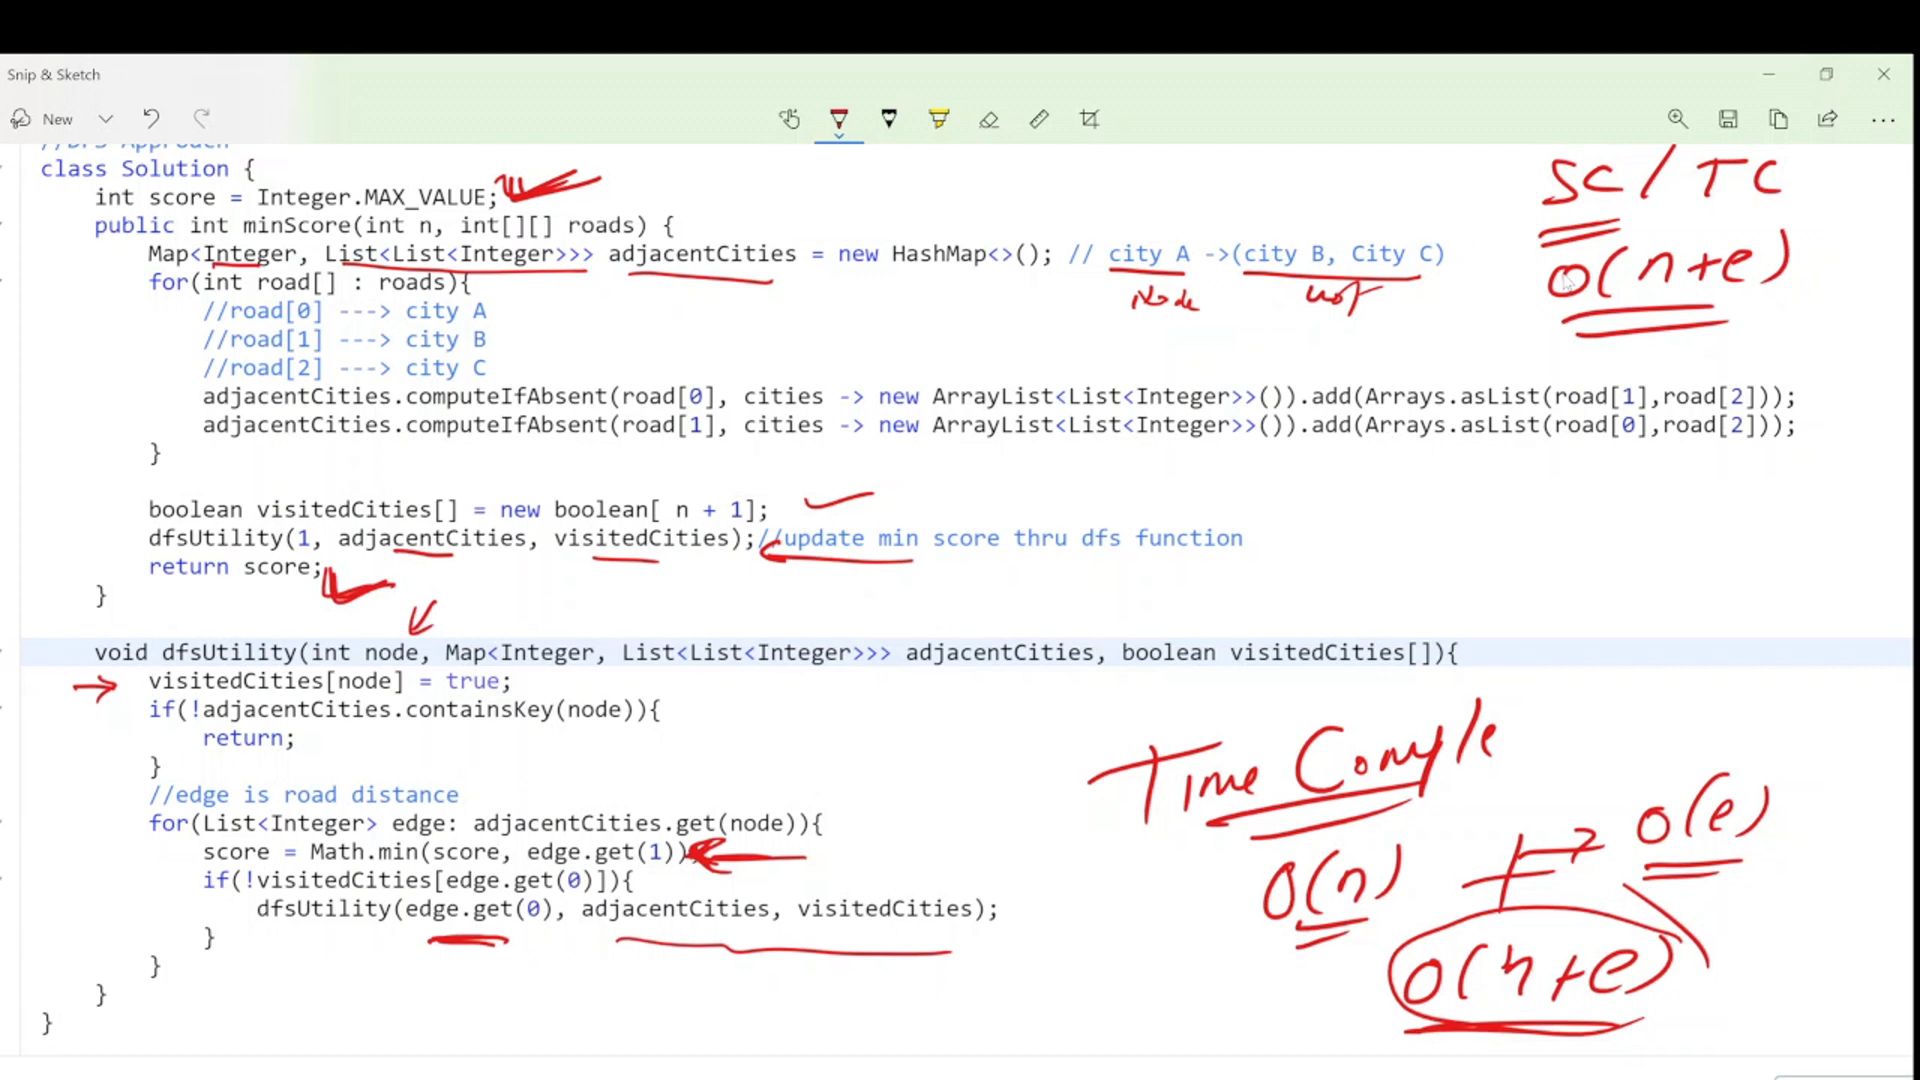 Snip & Sketch
New
class Solution {
int score = Integer.MAX_VALUE;
SC / TC
public int minScore(int n, int[][] roads) {
Map<Integer, List<List<Integer>>> adjacentCities = new HashMap<>(); // city A ->(city B, City C)
O(n+e)
for(int road[] : roads){
Node
//road[0] ---> city A
//road[1] ---> city B
//road[2] ---> city C
adjacentCities.computeIfAbsent(road[0], cities -> new ArrayList<List<Integer>>()).add(Arrays.asList(road[1],road[2]));
adjacentCities.computeIfAbsent(road[1], cities -> new ArrayList<List<Integer>>()).add(Arrays.asList(road[0],road[2]));
}
boolean visitedCities[] = new boolean[ n + 1];
dfsUtility(1, adjacentCities, visitedCities);//update min score thru dfs function
return score;
}
void dfsUtility(int node, Map<Integer, List<List<Integer>>> adjacentCities, boolean visitedCities[]){
visitedCities[node] = true;
if(!adjacentCities.containsKey(node)){
return;
}
Time Comple
//edge is road distance
for(List<Integer> edge: adjacentCities.get(node)){
O(e)
score = Math.min(score, edge.get(1))
if(!visitedCities[edge.get(0)]){
O(n) +
dfsUtility(edge.get(0), adjacentCities, visitedCities);
}
}
O(n+e)
}
}